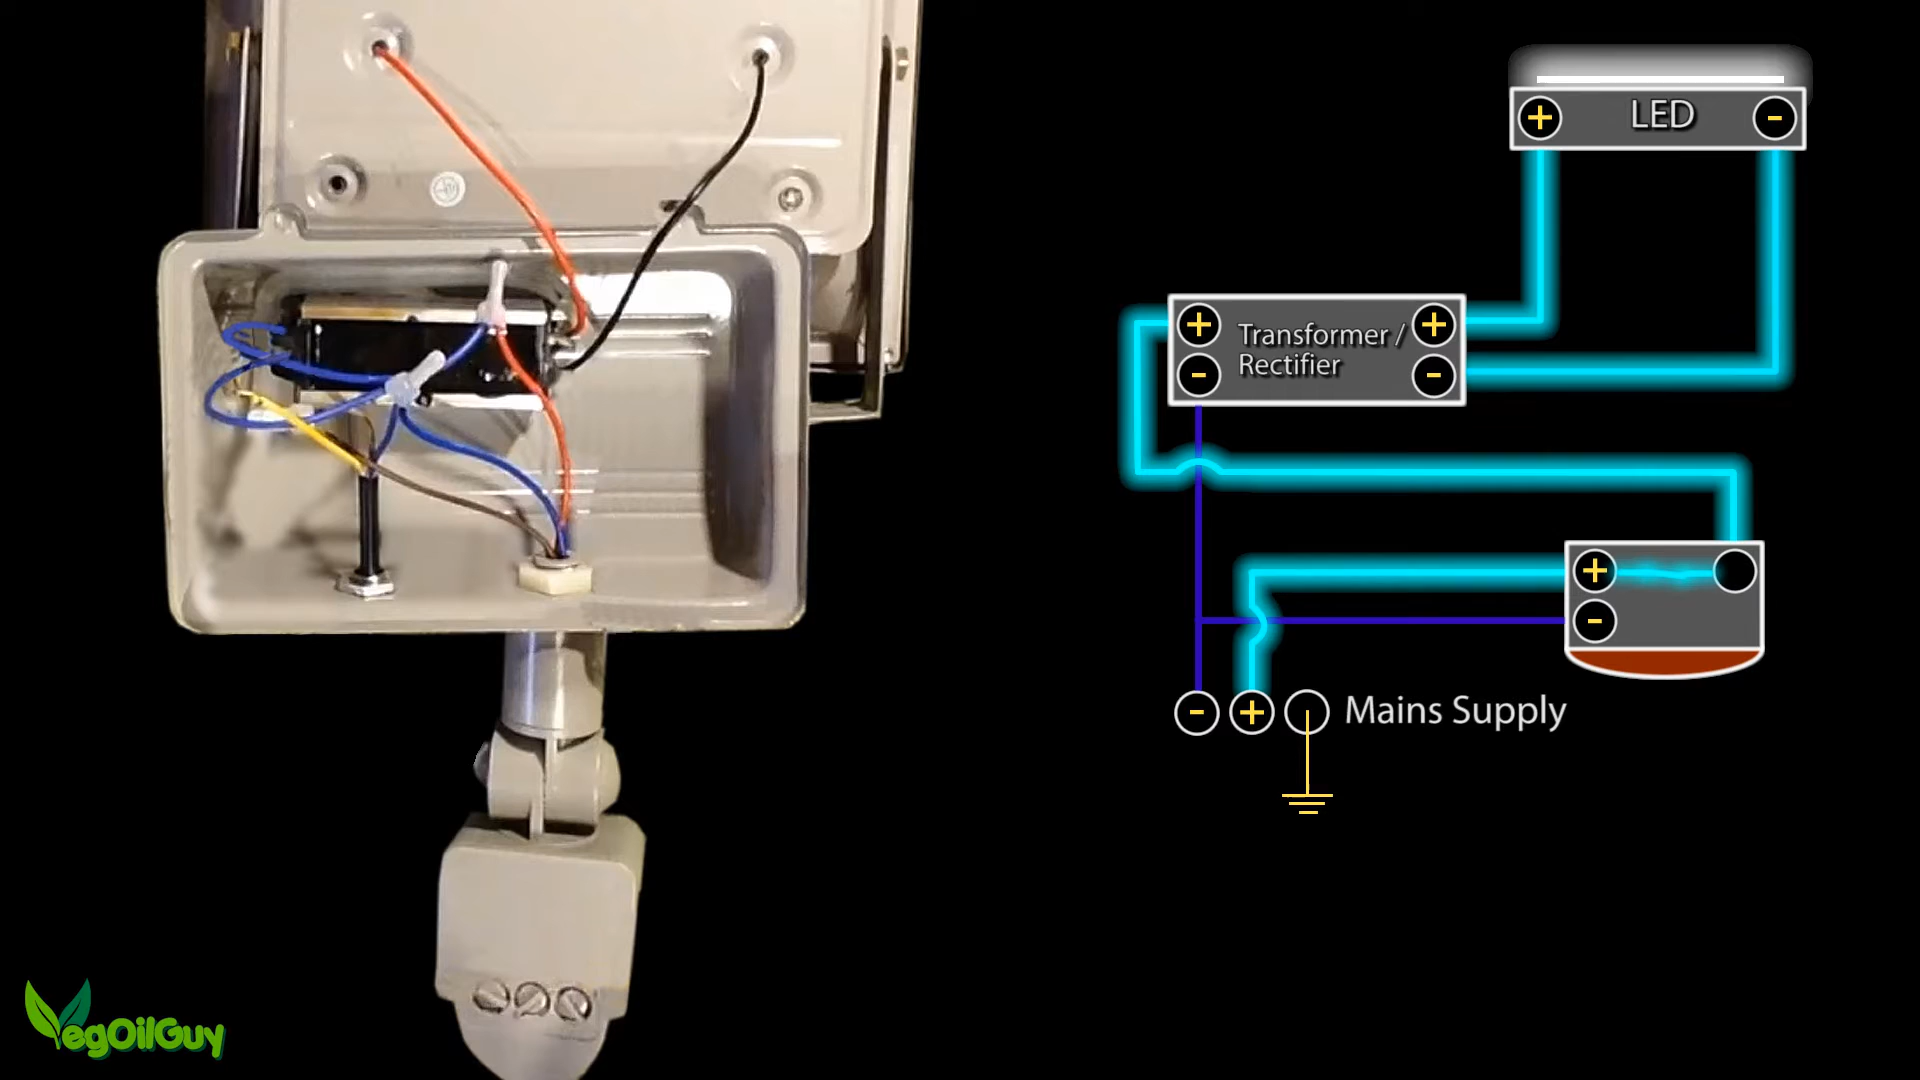 LED
+
-
+
Transformer /
+
-
Rectifier
-
+
-
-
+
Mains Supply
VegOilGuy